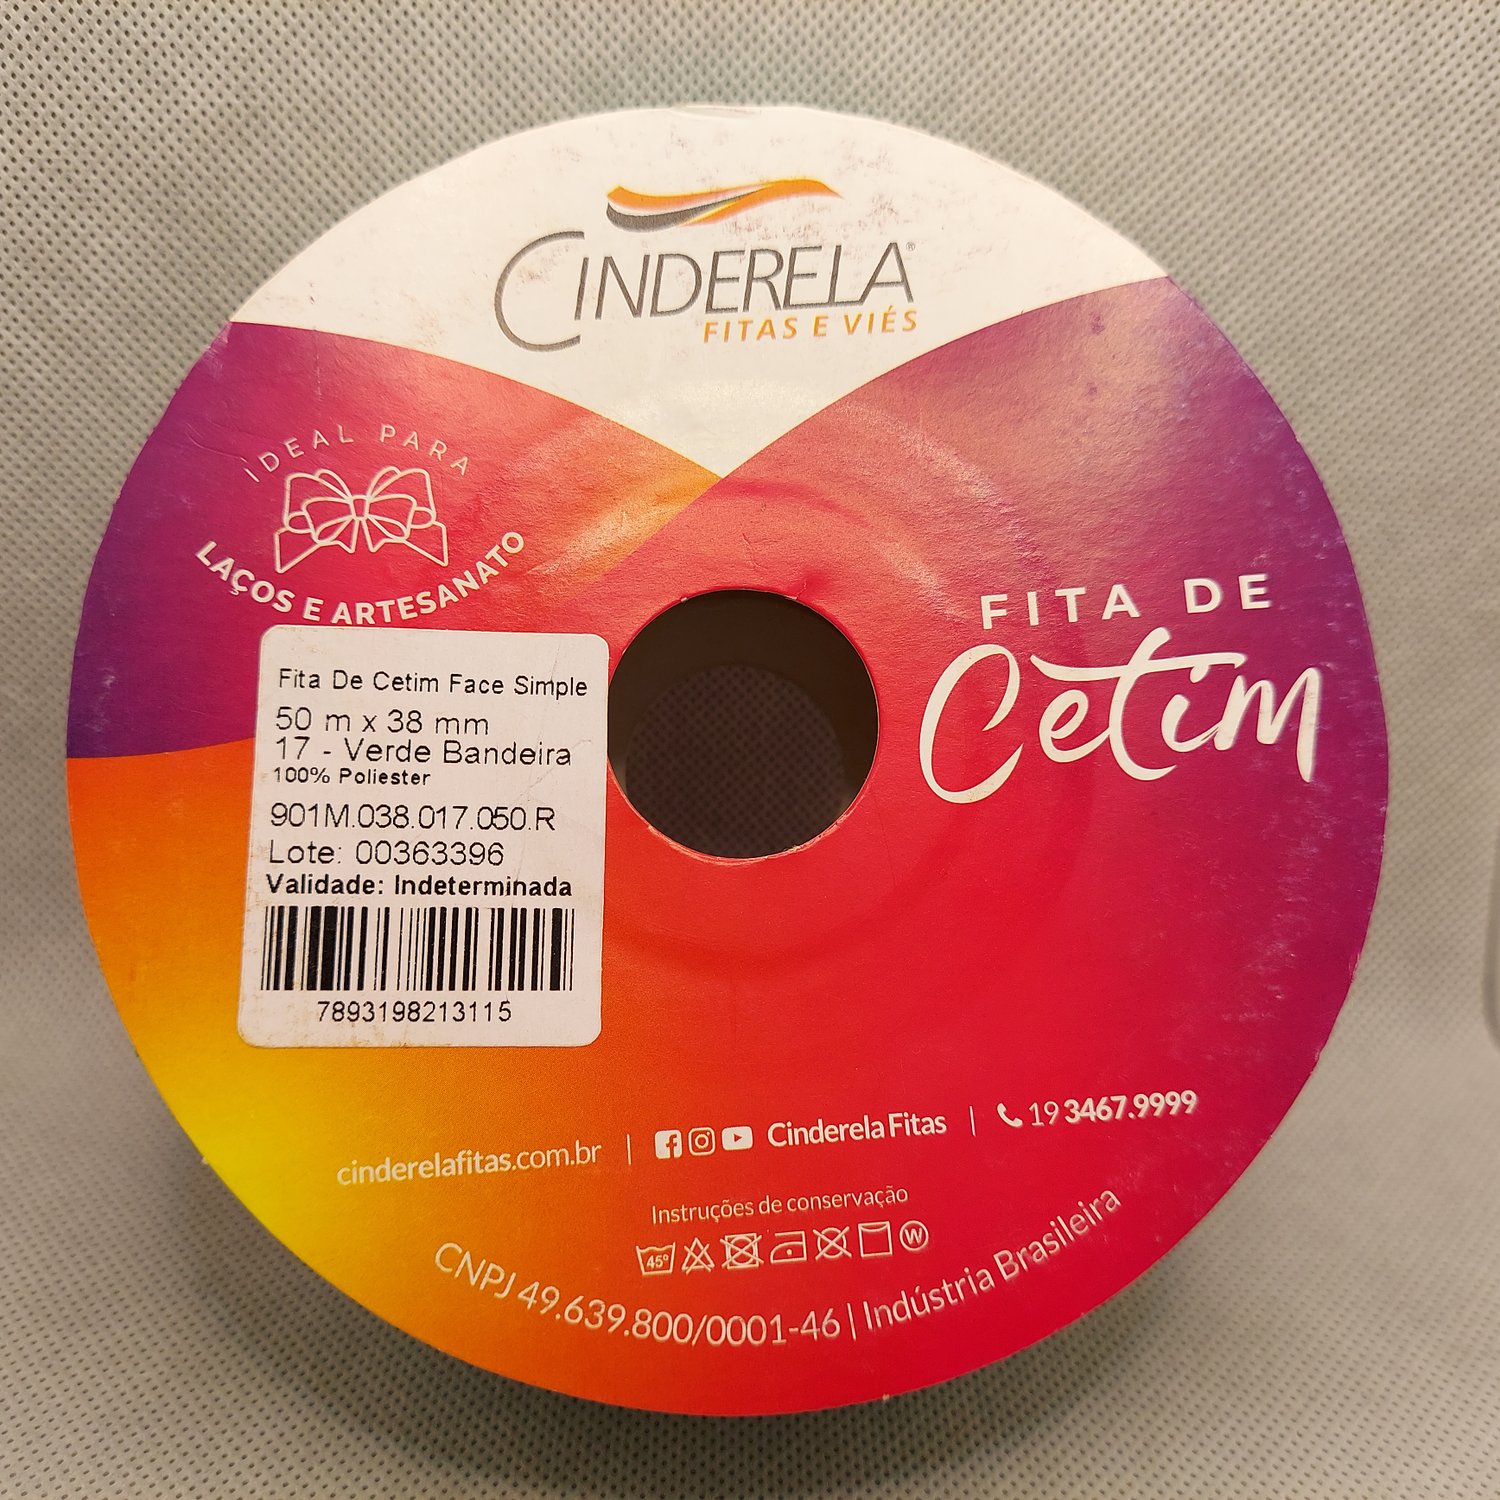 CINDERELA®
FITAS E VIÉS
IDEAL PARA
LAÇOS E ARTESANATO
FITA DE
Cetim
Fita De Cetim Face Simple
50 m x 38 mm
17 - Verde Bandeira
100% Poliester
901M.038.017.050.R
Lote: 00363396
Validade: Indeterminada
7893198213115
cinderelafitas.com.br | Cinderela Fitas | 19 3467.9999
Instruções de conservação
45º W
CNPJ 49.639.800/0001-46 | Indústria Brasileira